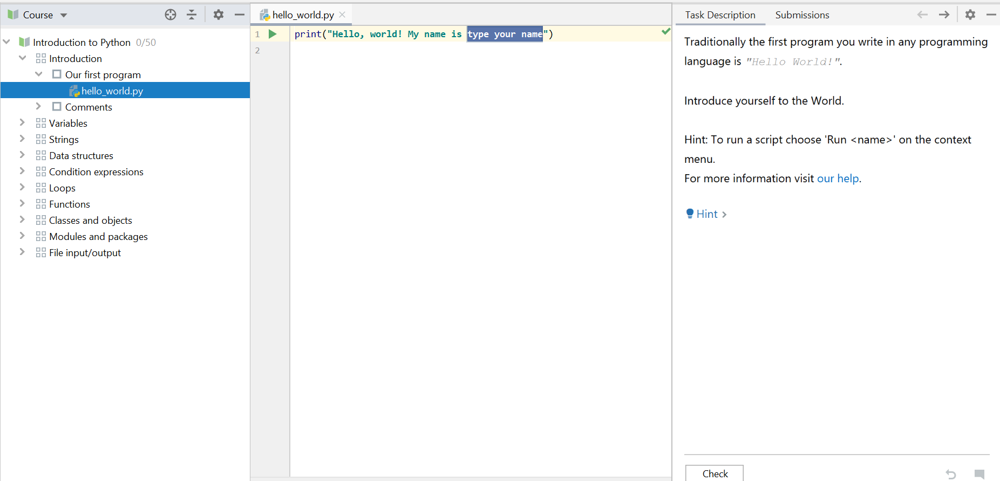 Course
Introduction to Python 0/50
Introduction
Our first program
hello_world.py
Comments
Variables
Strings
Data structures
Condition expressions
Loops
Functions
Classes and objects
Modules and packages
File input/output
hello_world.py
1 print("Hello, world! My name is type your name")
2
Task Description Submissions
Traditionally the first program you write in any programming
language is "Hello World!".
Introduce yourself to the World.
Hint: To run a script choose 'Run <name>' on the context
menu.
For more information visit our help.
Hint
Check